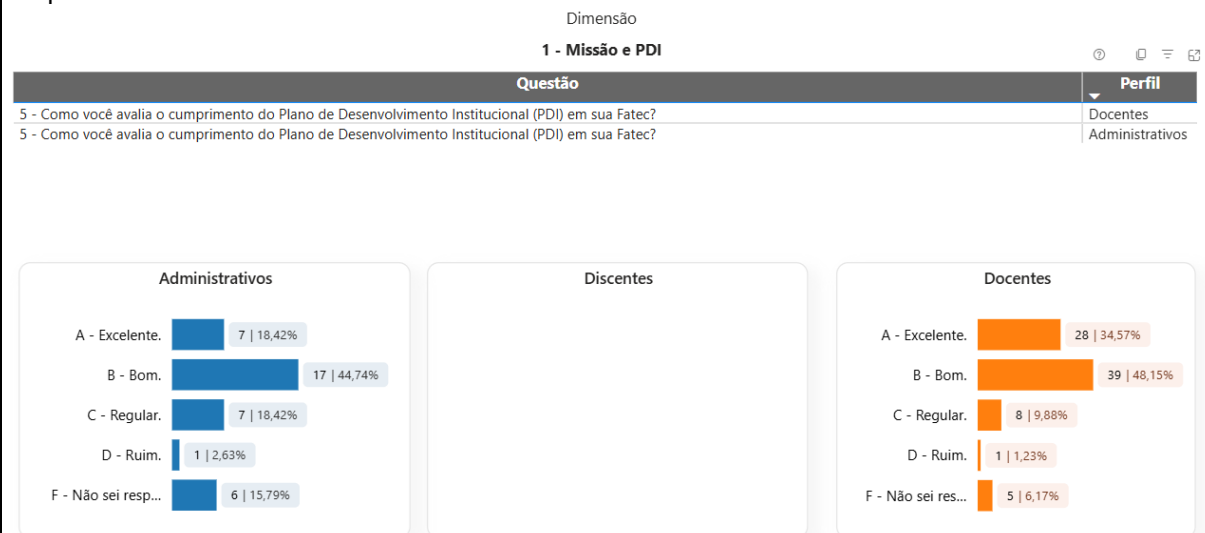 Dimensão
1 - Missão e PDI
Questão Perfil
5 - Como você avalia o cumprimento do Plano de Desenvolvimento Institucional (PDI) em sua Fatec? Docentes
5 - Como você avalia o cumprimento do Plano de Desenvolvimento Institucional (PDI) em sua Fatec? Administrativos
Administrativos
A - Excelente. 7 | 18,42%
B - Bom. 17 | 44,74%
C - Regular. 7 | 18,42%
D - Ruim. 1 | 2,63%
F - Não sei resp... 6 | 15,79%
Discentes
Docentes
A - Excelente. 28 | 34,57%
B - Bom. 39 | 48,15%
C - Regular. 8 | 9,88%
D - Ruim. 1 | 1,23%
F - Não sei res... 5 | 6,17%